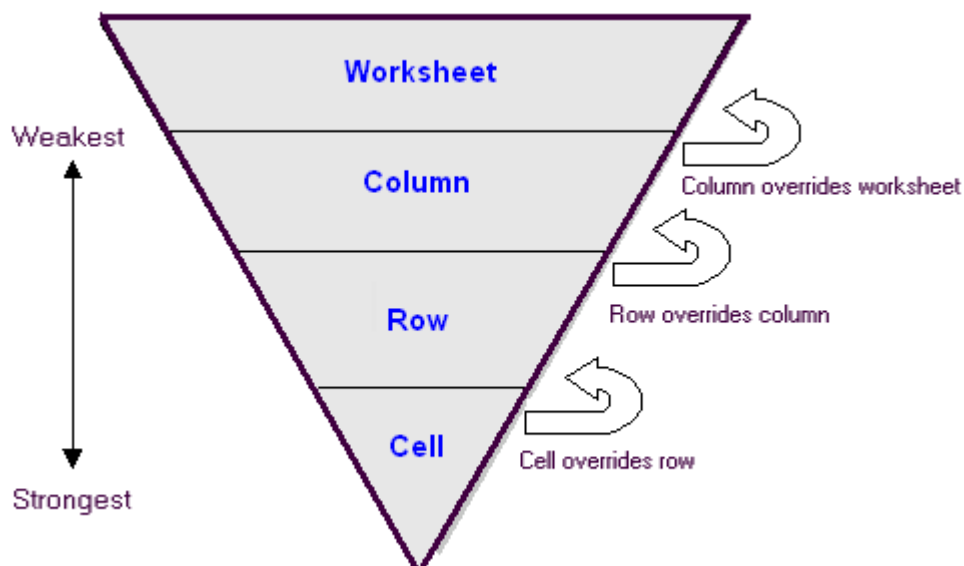 Worksheet
Weakest
Column
Column overrides worksheet
Row
Row overrides column
Cell
Cell overrides row
Strongest